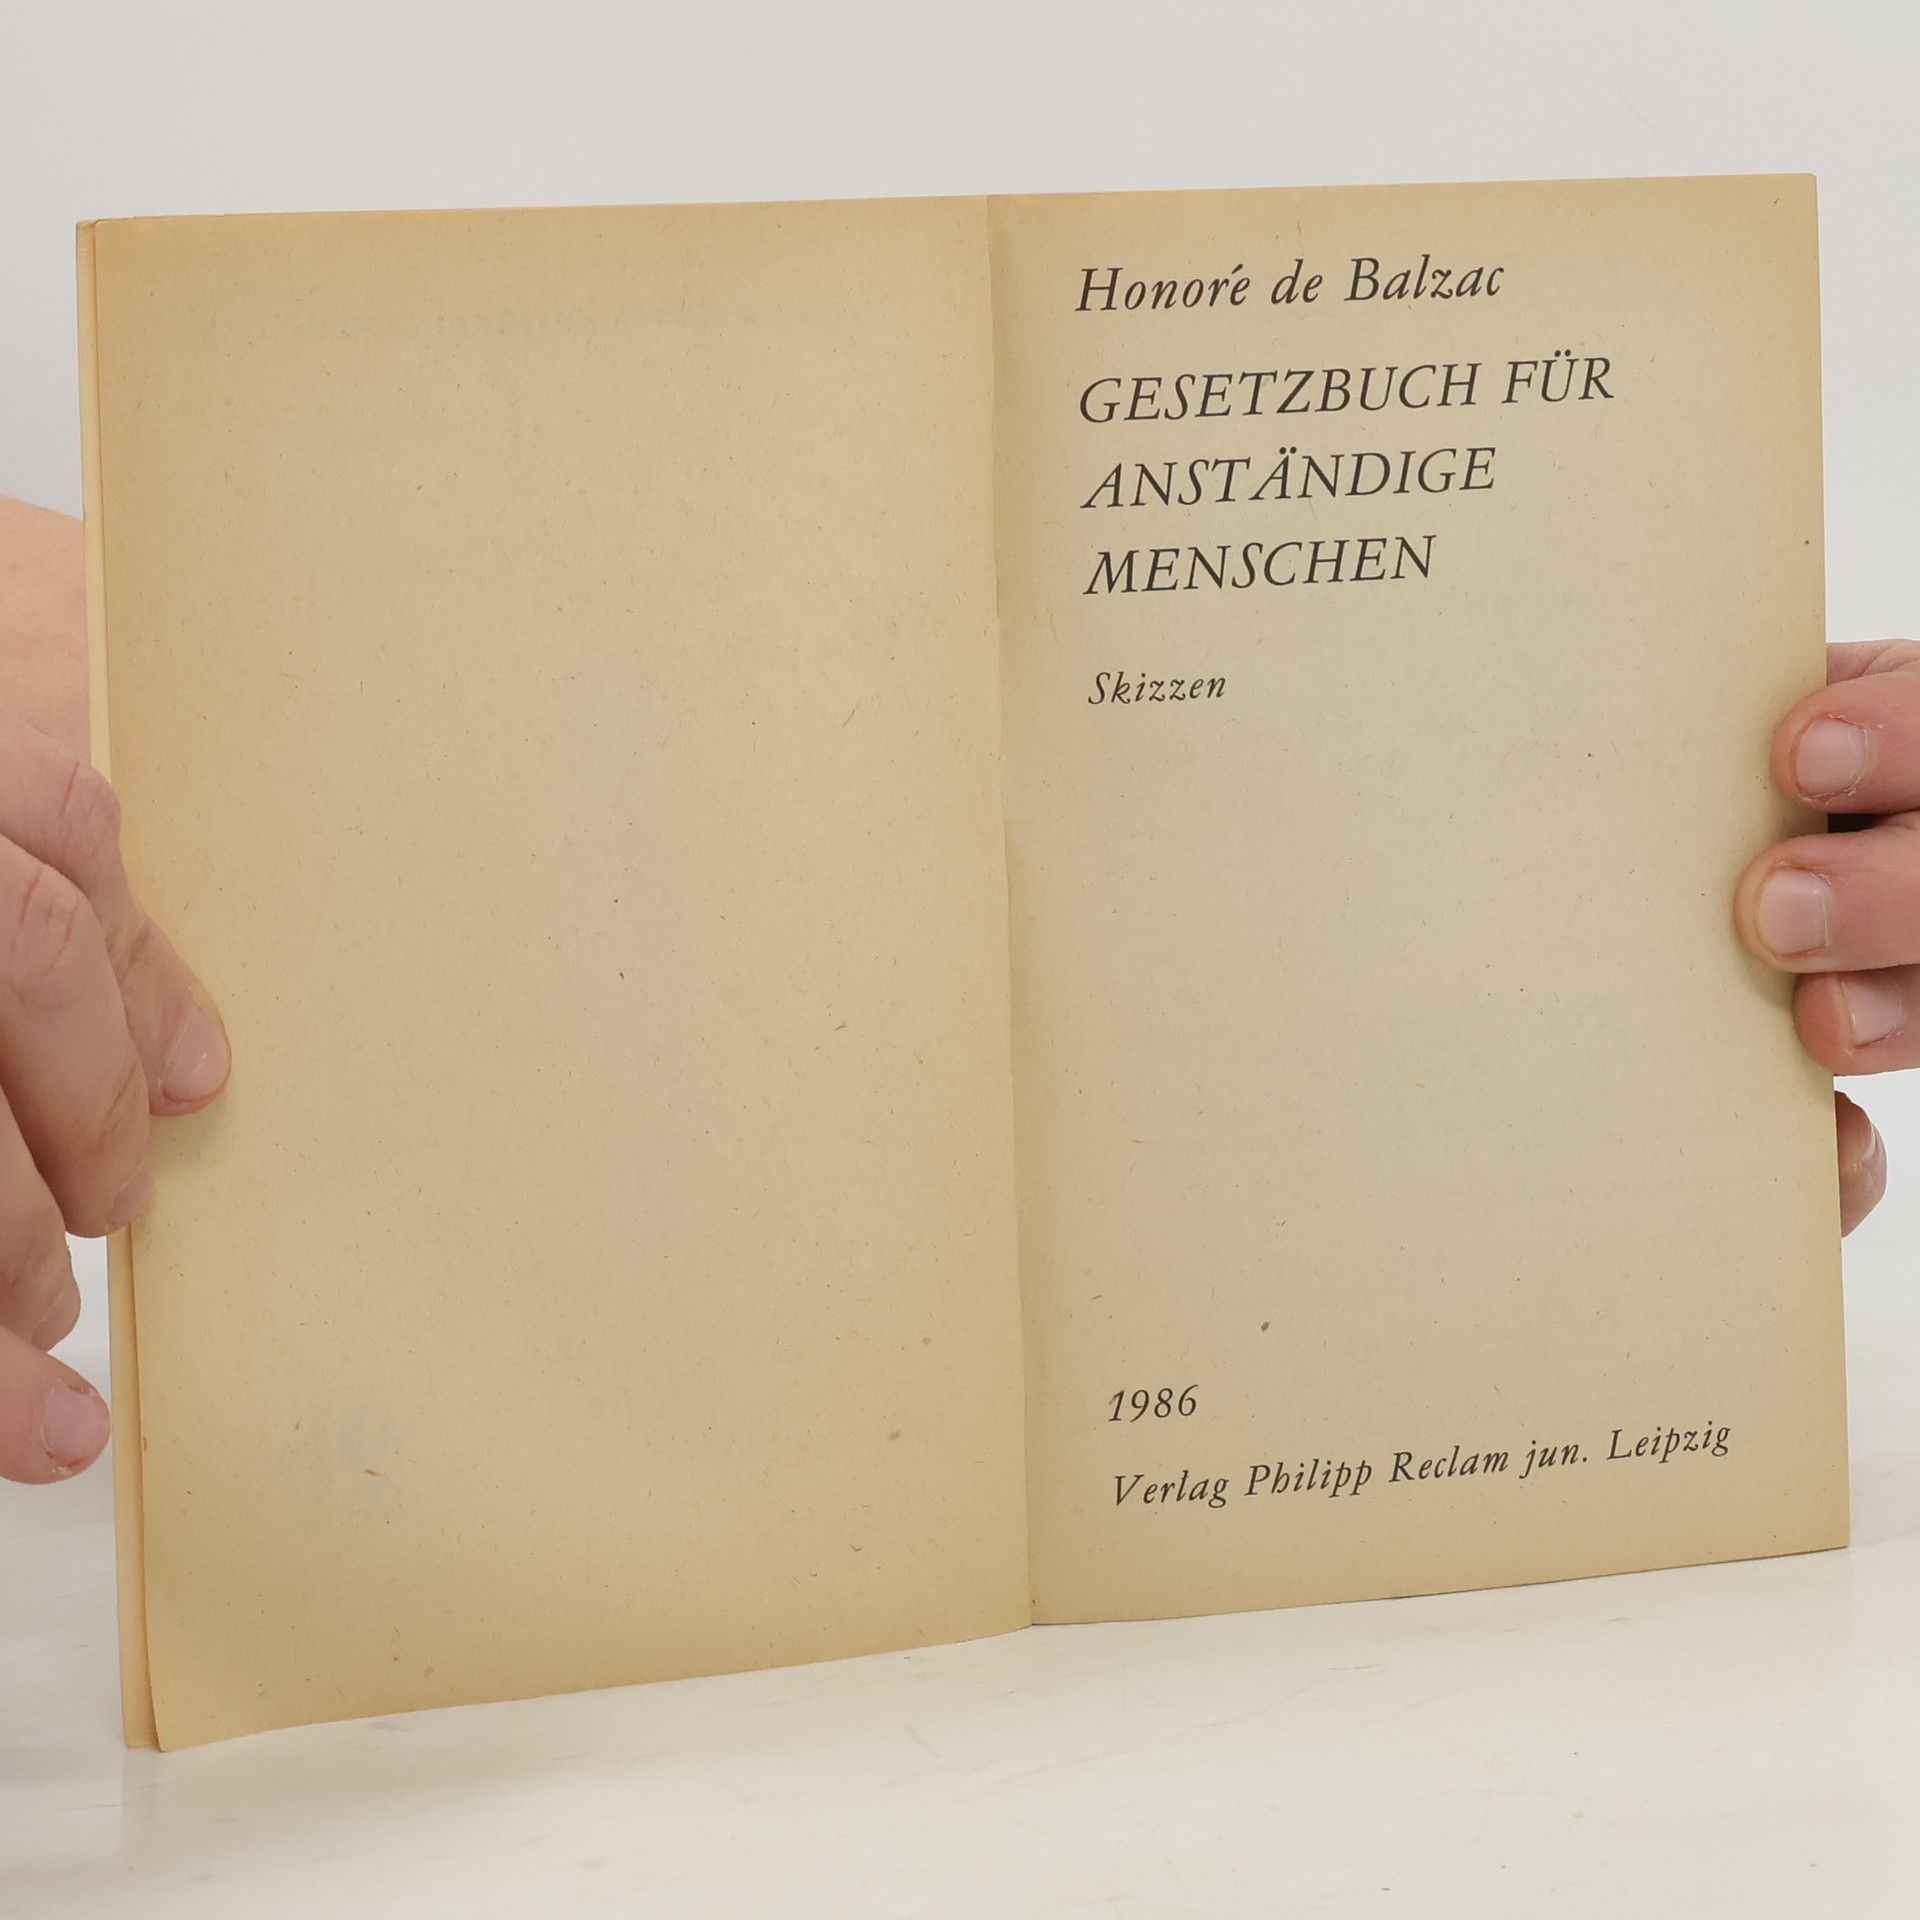 Honoré de Balzac
GESETZBUCH FÜR
ANSTÄNDIGE
MENSCHEN
Skizzen
1986
Verlag Philipp Reclam jun. Leipzig